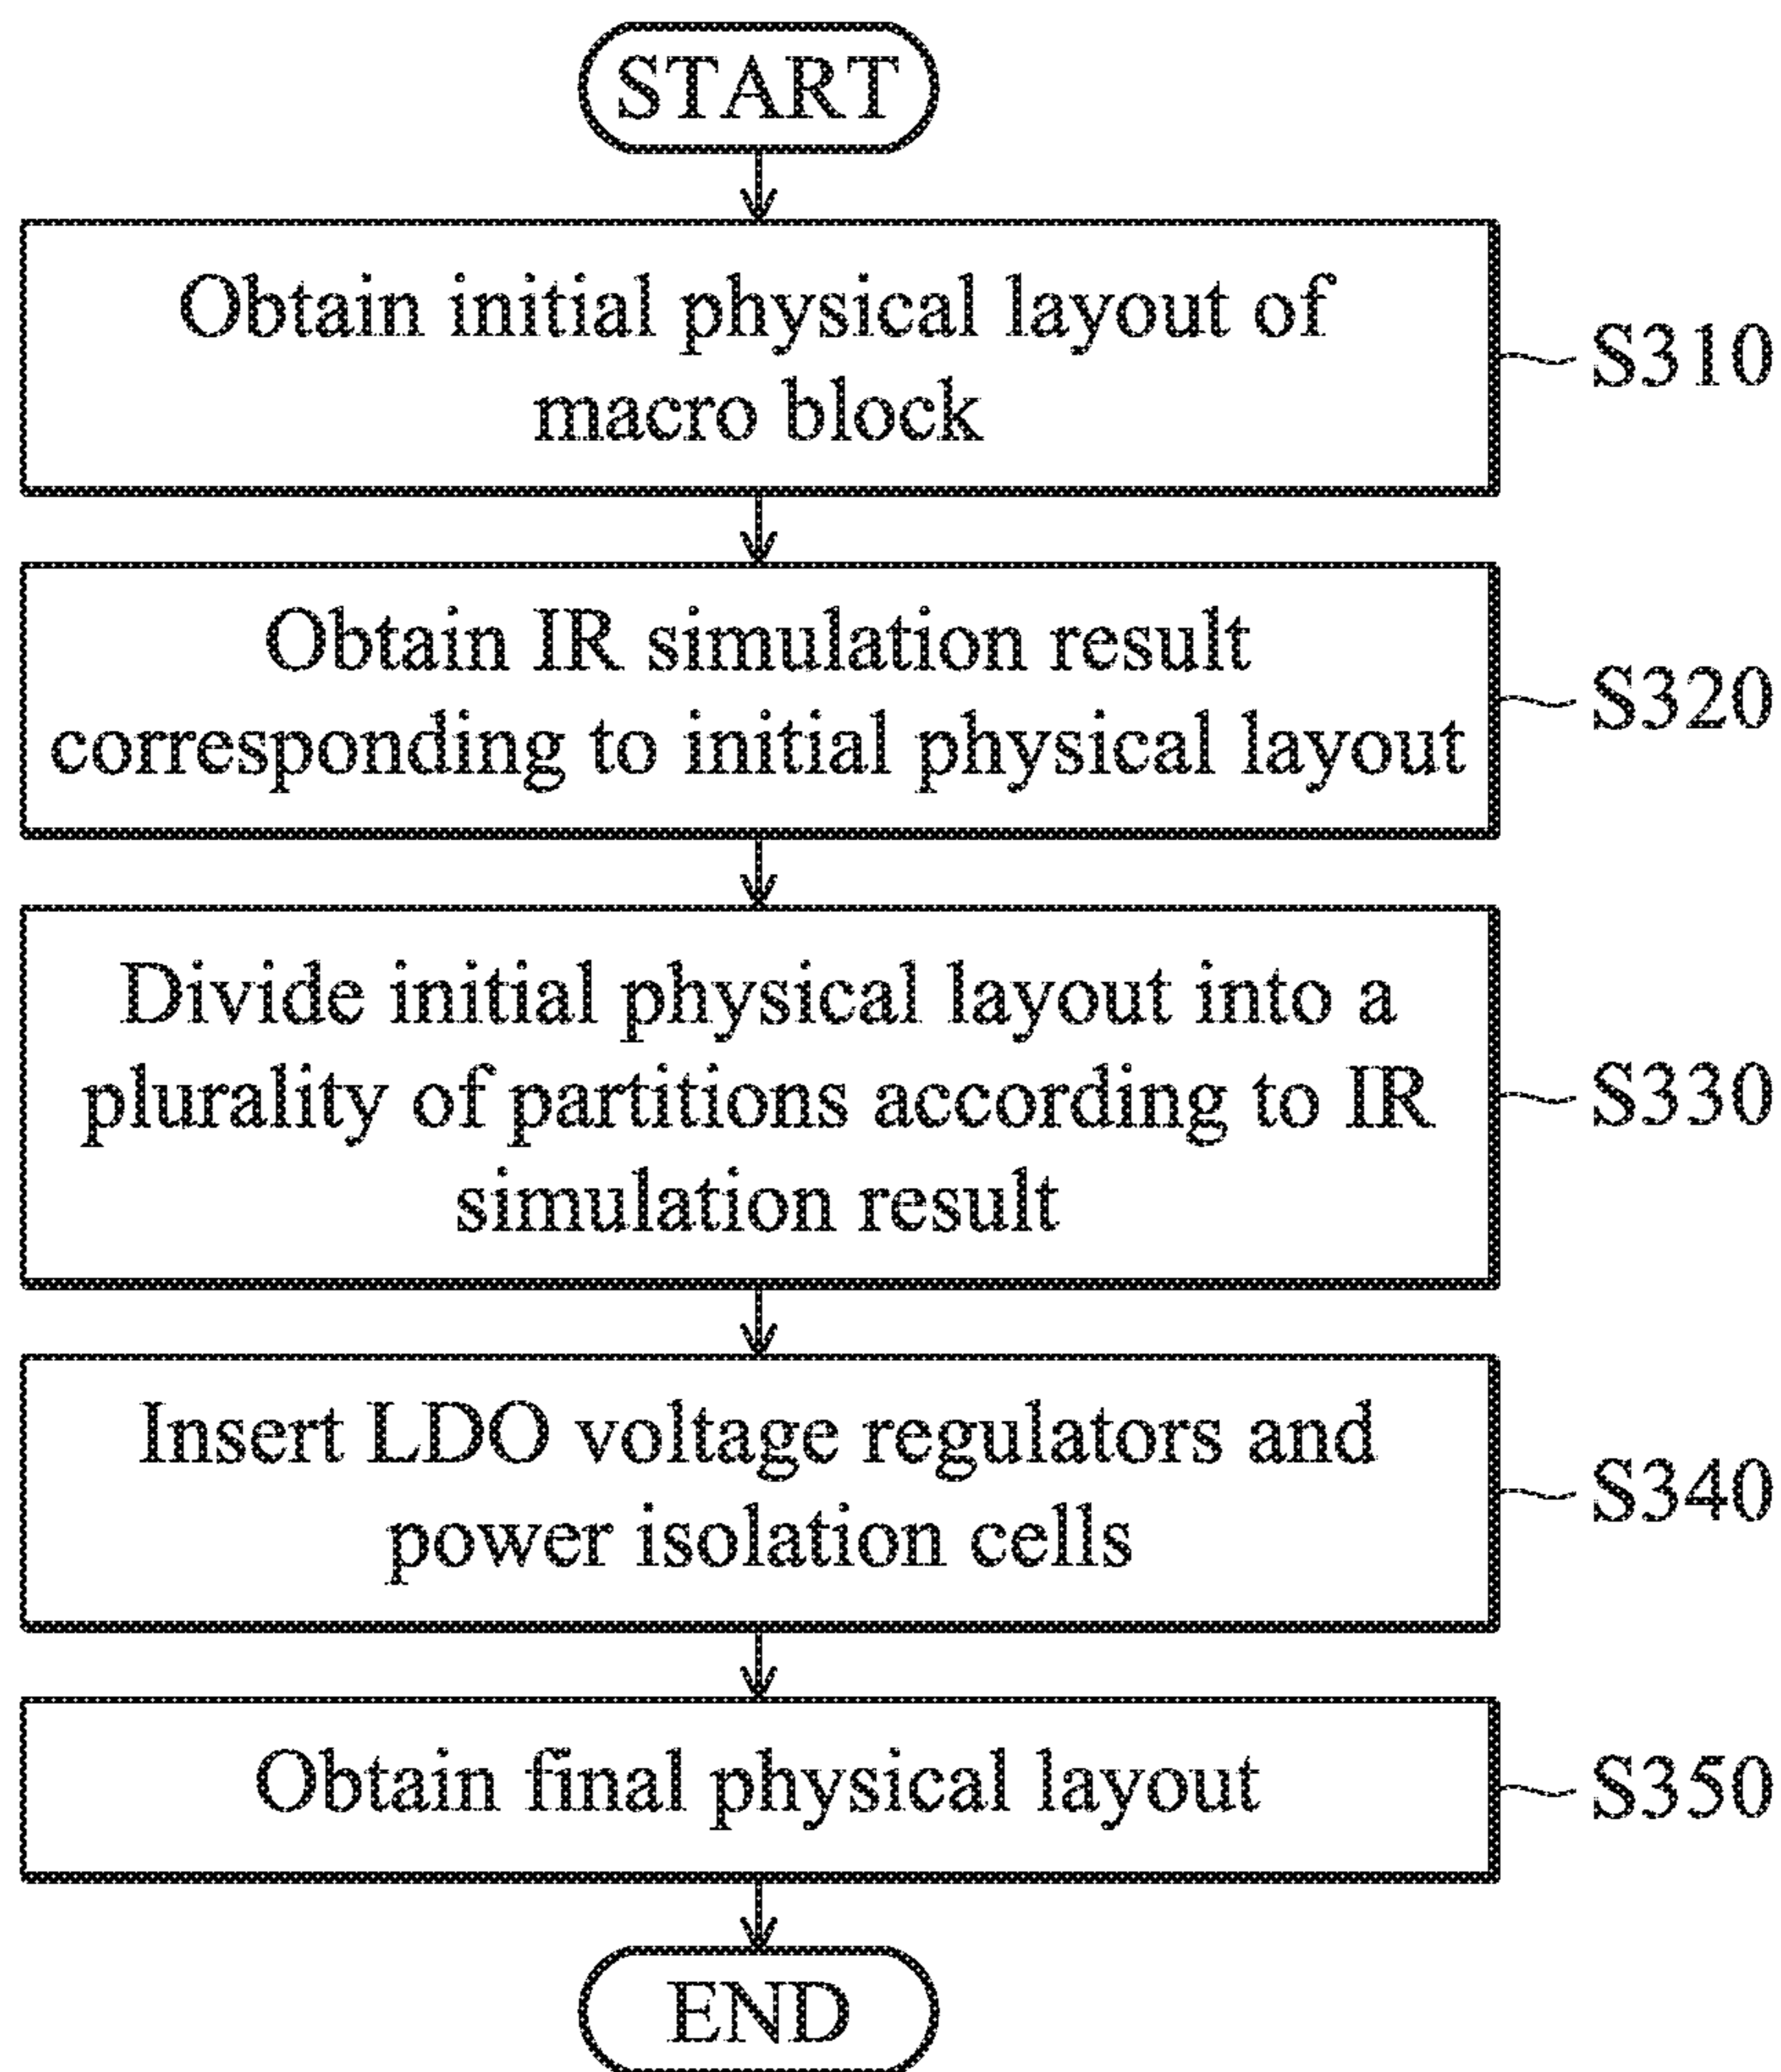 START
Obtain initial physical layout of
macro block
S310
Obtain IR simulation result
corresponding to initial physical layout
S320
Divide initial physical layout into a
plurality of partitions according to IR
simulation result
S330
Insert LDO voltage regulators and
power isolation cells
S340
Obtain final physical layout
S350
END